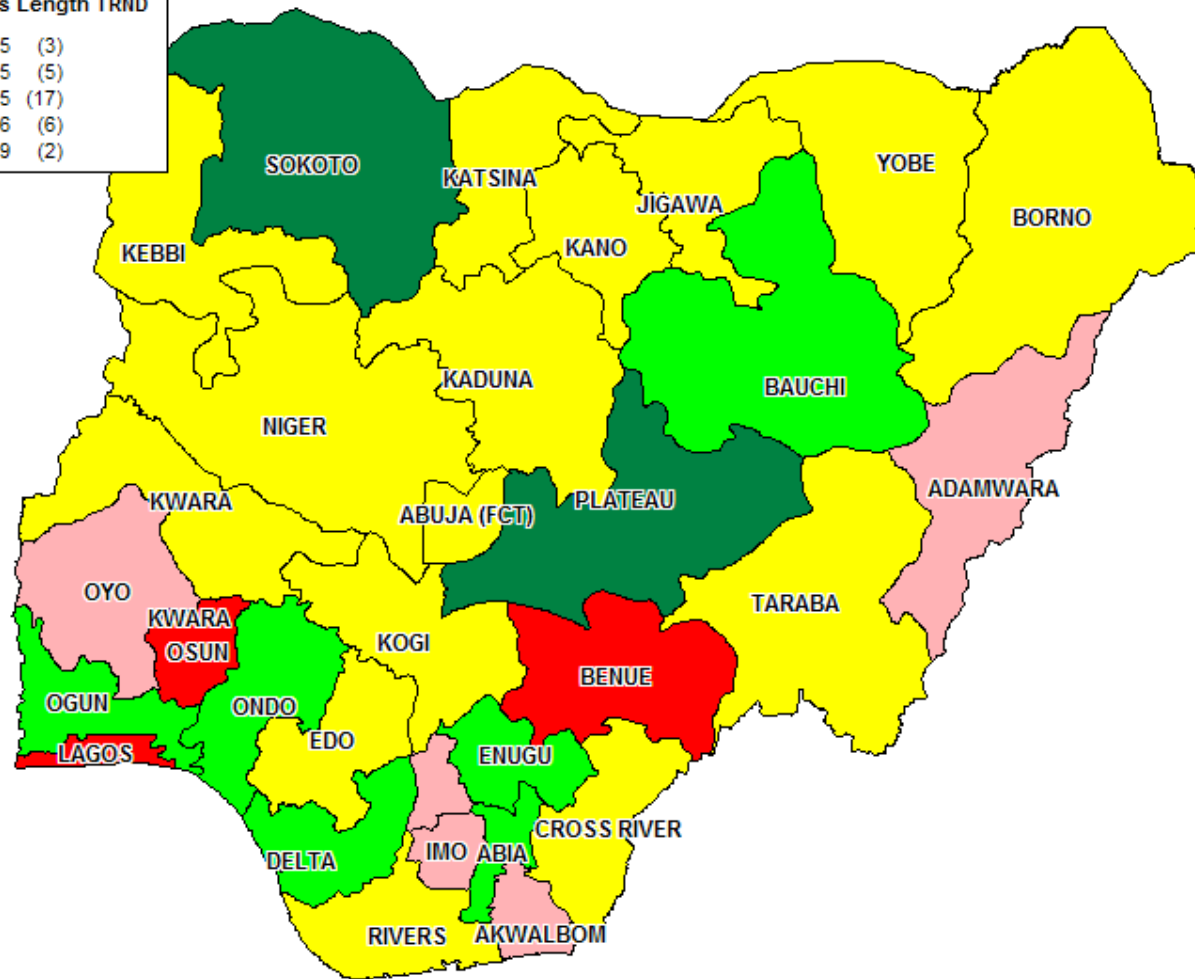 s Length TRND
5 (3)
5 (5)
5 (17)
6 (6)
9 (2)
SOKOTO
KATSINA
YOBE
JIGAWA
BORNO
KEBBI
KANO
KADUNA
BAUCHI
NIGER
ADAMWARA
KWARA
PLATEAU
ABUJA (FCT)
OYO
TARABA
KWARA
KOGI
OSUN
BENUE
OGUN
ONDO
EDO
LAGOS
ENUGU
CROSS RIVER
IMO
ABIA
DELTA
RIVERS
AKWALBOM